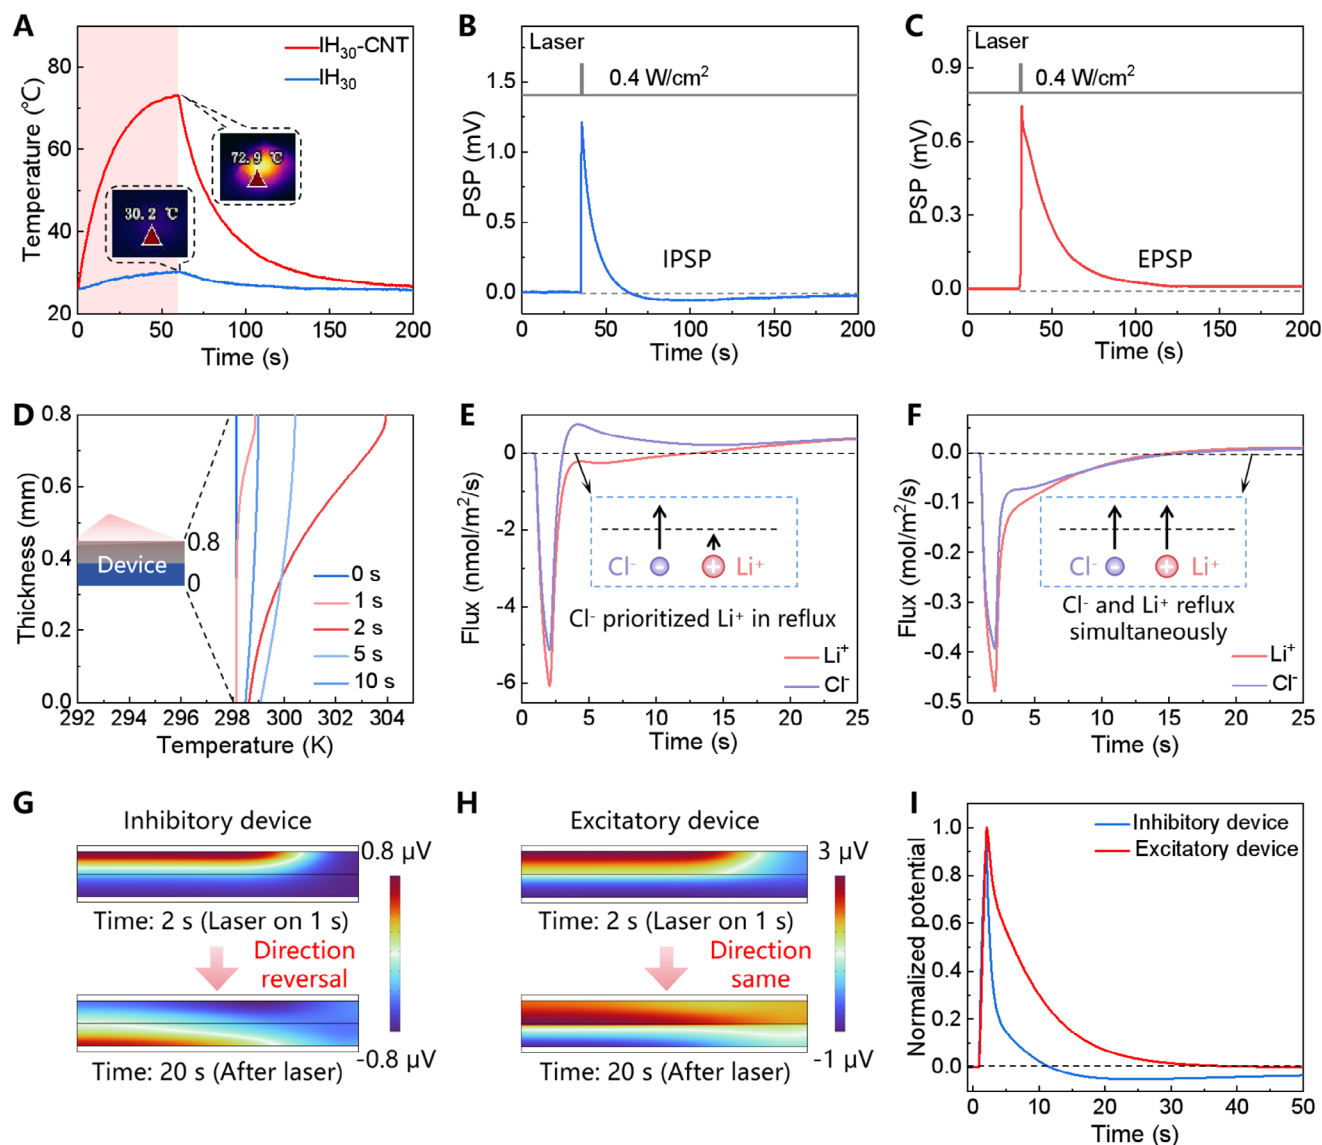 A
Temperature (℃)
80
60
40
20
IH₃₀-CNT
IH₃₀
72.9 ℃
30.2 ℃
0
50
100
150
200
Time (s)
B
PSP (mV)
Laser
0.4 W/cm²
1.5
1.0
0.5
0.0
IPSP
0
50
100
150
200
Time (s)
C
PSP (mV)
Laser
0.4 W/cm²
0.9
0.6
0.3
0.0
EPSP
0
50
100
150
200
Time (s)
D
Thickness (mm)
0.8
0.6
0.4
0.2
0.0
0.8
Device
0
0 s
1 s
2 s
5 s
10 s
292
294
296
298
300
302
304
Temperature (K)
E
Flux (nmol/m²/s)
0
-2
-4
-6
Cl⁻
Li⁺
Cl⁻ prioritized Li⁺ in reflux
Li⁺
Cl⁻
0
5
10
15
20
25
Time (s)
F
Flux (mol/m²/s)
0
-0.1
-0.2
-0.3
-0.4
-0.5
Cl⁻
Li⁺
Cl⁻ and Li⁺ reflux
simultaneously
Li⁺
Cl⁻
0
5
10
15
20
25
Time (s)
G
Inhibitory device
0.8 μV
Time: 2 s (Laser on 1 s)
Direction
reversal
-0.8 μV
Time: 20 s (After laser)
H
Excitatory device
3 μV
Time: 2 s (Laser on 1 s)
Direction
same
-1 μV
Time: 20 s (After laser)
I
Normalized potential
1.0
0.8
0.6
0.4
0.2
0.0
Inhibitory device
Excitatory device
0
10
20
30
40
50
Time (s)